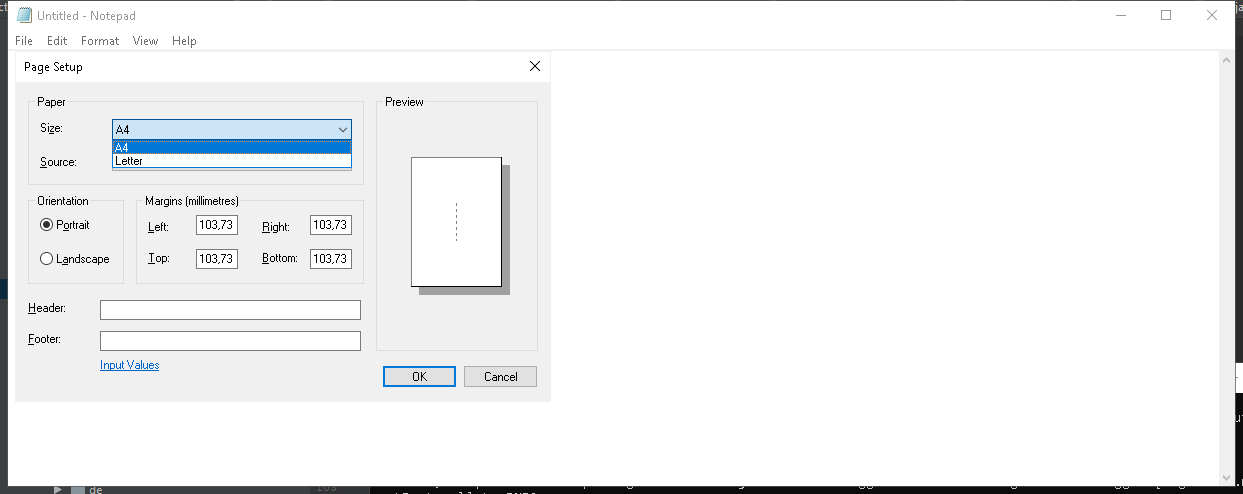 Untitled - Notepad
File Edit Format View Help
Page Setup
Paper
Size: A4
A4
Letter
Source:
Orientation
Portrait
Landscape
Margins (millimetres)
Left: 103,73 Right: 103,73
Top: 103,73 Bottom: 103,73
Header:
Footer:
Input Values
Preview
OK Cancel
de